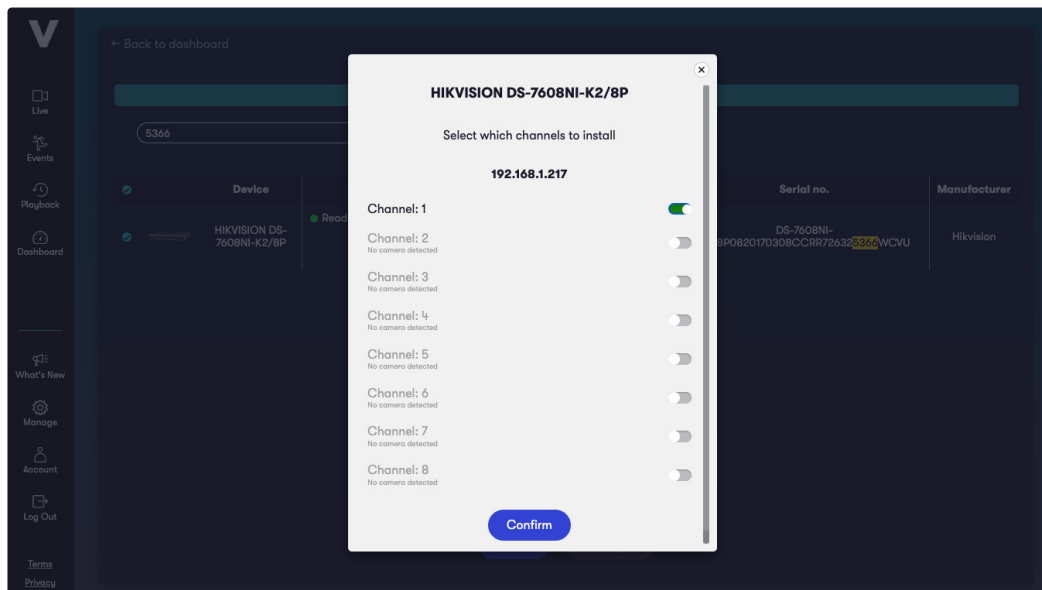 V
← Back to dashboard
Live
Events
Playback
Dashboard
What's New
Manage
Account
Log Out
Terms
Privacy
5366
Device
Serial no.
Manufacturer
HIKVISION DS-
7608NI-K2/8P
Read
DS-7608NI-
8P0820170308CCRR726325366WCVU
Hikvision
HIKVISION DS-7608NI-K2/8P
Select which channels to install
192.168.1.217
Channel: 1
Channel: 2
No camera detected
Channel: 3
No camera detected
Channel: 4
No camera detected
Channel: 5
No camera detected
Channel: 6
No camera detected
Channel: 7
No camera detected
Channel: 8
No camera detected
Confirm